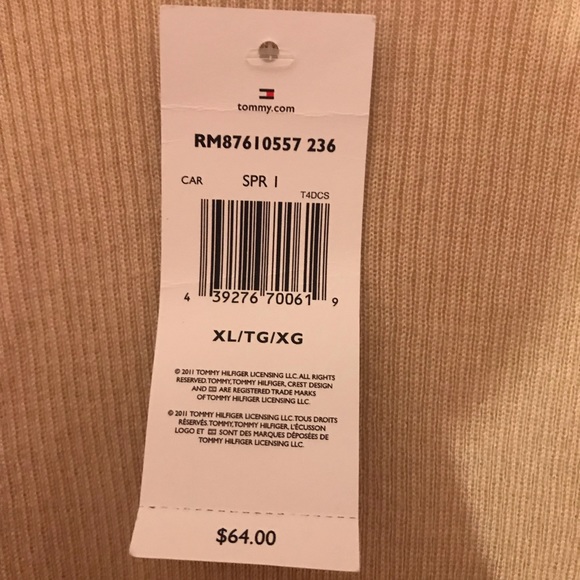 tommy.com
RM87610557 236
CAR SPR 1
T4DCS
4 39276 70061 9
XL/TG/XG
© 2011 TOMMY HILFIGER LICENSING LLC. ALL RIGHTS
RESERVED. TOMMY, TOMMY HILFIGER, CREST DESIGN
AND ARE REGISTERED TRADE MARKS
OF TOMMY HILFIGER LICENSING LLC.
© 2011 TOMMY HILFIGER LICENSING LLC. TOUS DROITS
RÉSERVÉS. TOMMY, TOMMY HILFIGER, L'ÉCUSSON
LOGO ET SONT DES MARQUES DÉPOSÉES DE
TOMMY HILFIGER LICENSING LLC.
$64.00